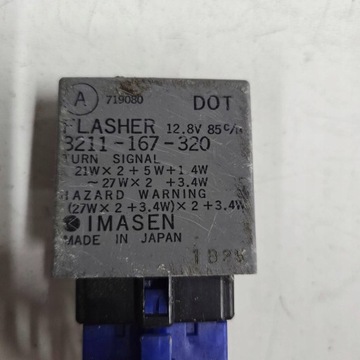 A 719080 DOT
FLASHER 12.8V 85c/m
3211-167-320
TURN SIGNAL
21W×2+5W+1.4W
~27W×2 +3.4W
HAZARD WARNING
(27W×2+3.4W)×2+3.4W
IMASEN
MADE IN JAPAN